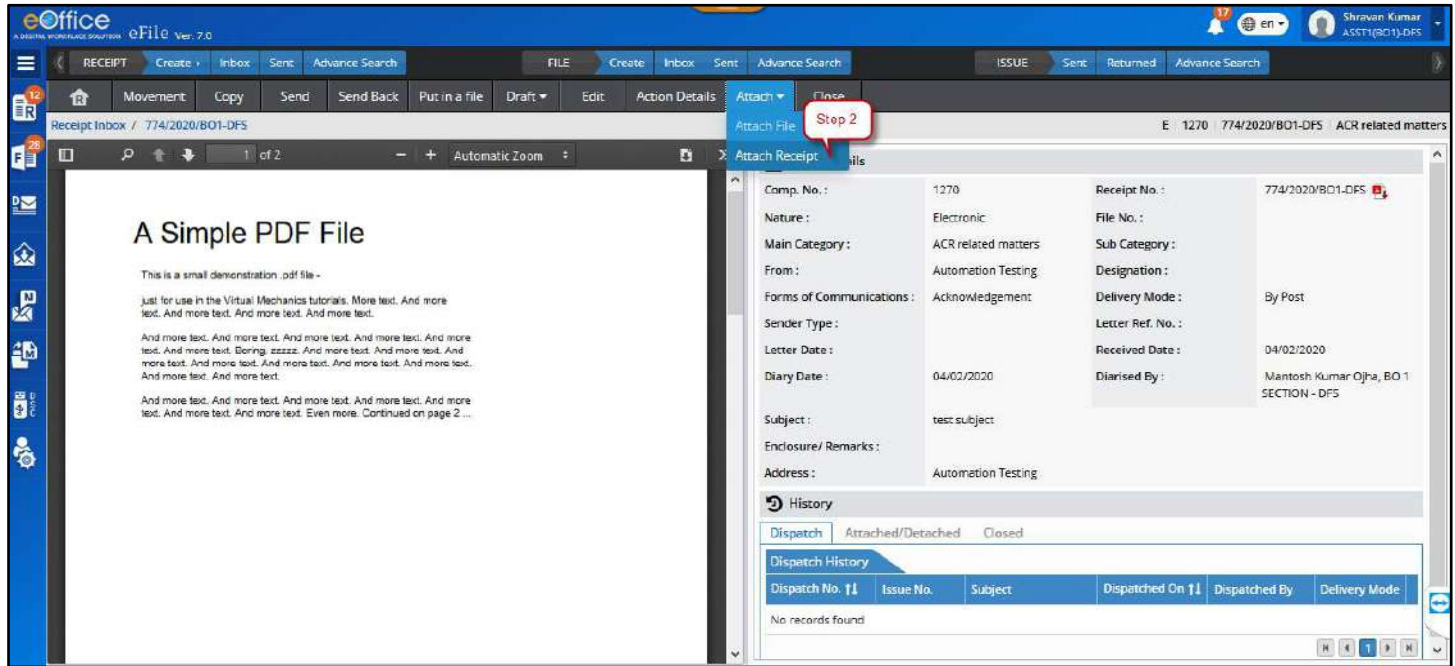 eOffice
A DIGITAL WORKPLACE SOLUTION eFile Ver. 7.0
17 en Shravan Kumar
ASST1(BO1)-DFS
RECEIPT Create Inbox Sent Advance Search FILE Create Inbox Sent Advance Search ISSUE Sent Returned Advance Search
12 R Movement Copy Send Send Back Put in a file Draft Edit Action Details Attach Close
Receipt Inbox / 774/2020/BO1-DFS Attach File Step 2 E 1270 774/2020/BO1-DFS ACR related matters
28 1 of 2 Automatic Zoom Attach Receipt ails
A Simple PDF File
This is a small demonstration .pdf file -
just for use in the Virtual Mechanics tutorials. More text. And more
text. And more text. And more text. And more text.
And more text. And more text. And more text. And more
text. And more text. Boring, zzzzz. And more text. And more text. And
more text. And more text. And more text. And more text. And more text.
And more text. And more text.
And more text. And more text. And more text. And more
text. And more text. And more text. Even more. Continued on page 2 ...
Comp. No. : 1270 Receipt No. : 774/2020/BO1-DFS
Nature : Electronic File No. :
Main Category : ACR related matters Sub Category :
From : Automation Testing Designation :
Forms of Communications : Acknowledgement Delivery Mode : By Post
Sender Type : Letter Ref. No. :
Letter Date : Received Date : 04/02/2020
Diary Date : 04/02/2020 Diarised By : Mantosh Kumar Ojha, BO 1
SECTION - DFS
Subject : test subject
Enclosure/ Remarks :
Address : Automation Testing
History
Dispatch Attached/Detached Closed
Dispatch History
Dispatch No. Issue No. Subject Dispatched On Dispatched By Delivery Mode
No records found
1